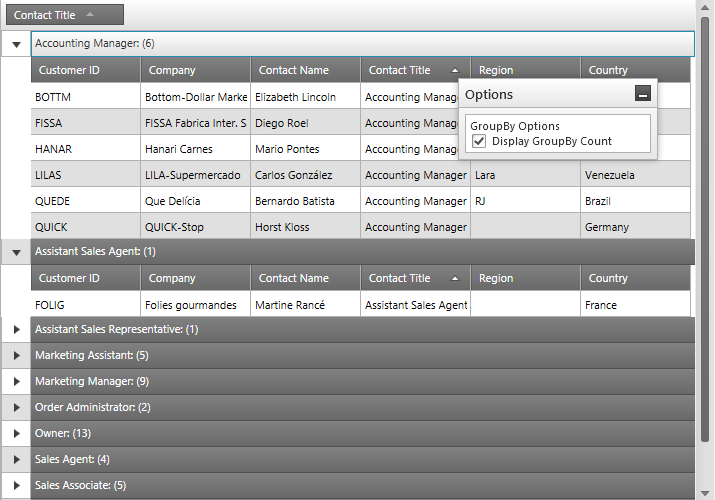 Contact Title
Accounting Manager: (6)
Customer ID Company Contact Name Contact Title Region Country
BOTTM Bottom-Dollar Marke Elizabeth Lincoln Accounting Manage
FISSA FISSA Fabrica Inter. S Diego Roel Accounting Manage
HANAR Hanari Carnes Mario Pontes Accounting Manage
Options
GroupBy Options
Display GroupBy Count
LILAS LILA-Supermercado Carlos González Accounting Manager Lara Venezuela
QUEDE Que Delícia Bernardo Batista Accounting Manager RJ Brazil
QUICK QUICK-Stop Horst Kloss Accounting Manager Germany
Assistant Sales Agent: (1)
Customer ID Company Contact Name Contact Title Region Country
FOLIG Folies gourmandes Martine Rancé Assistant Sales Agent France
Assistant Sales Representative: (1)
Marketing Assistant: (5)
Marketing Manager: (9)
Order Administrator: (2)
Owner: (13)
Sales Agent: (4)
Sales Associate: (5)